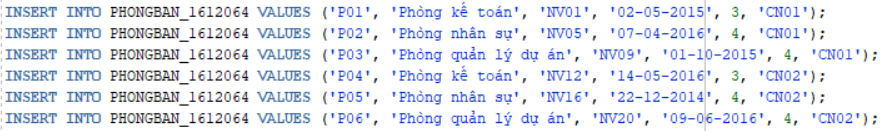 INSERT INTO PHONGBAN_1612064 VALUES ('P01', 'Phòng kế toán', 'NV01', '02-05-2015', 3, 'CN01');
INSERT INTO PHONGBAN_1612064 VALUES ('P02', 'Phòng nhân sự', 'NV05', '07-04-2016', 4, 'CN01');
INSERT INTO PHONGBAN_1612064 VALUES ('P03', 'Phòng quản lý dự án', 'NV09', '01-10-2015', 4, 'CN01');
INSERT INTO PHONGBAN_1612064 VALUES ('P04', 'Phòng kế toán', 'NV12', '14-05-2016', 3, 'CN02');
INSERT INTO PHONGBAN_1612064 VALUES ('P05', 'Phòng nhân sự', 'NV16', '22-12-2014', 4, 'CN02');
INSERT INTO PHONGBAN_1612064 VALUES ('P06', 'Phòng quản lý dự án', 'NV20', '09-06-2016', 4, 'CN02');